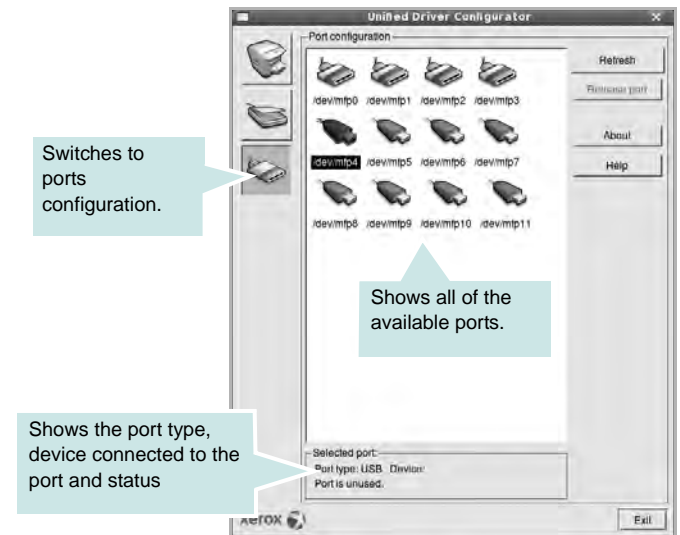 Unified Driver Configurator
Port configuration
/dev/mfp0 /dev/mfp1 /dev/mfp2 /dev/mfp3
/dev/mfp4 /dev/mfp5 /dev/mfp6 /dev/mfp7
/dev/mfp8 /dev/mfp9 /dev/mfp10 /dev/mfp11
Refresh
Release port
About
Help
Switches to
ports
configuration.
Shows all of the
available ports.
Shows the port type,
device connected to the
port and status
Selected port:
Port type: USB Device:
Port is unused.
xerox
Exit